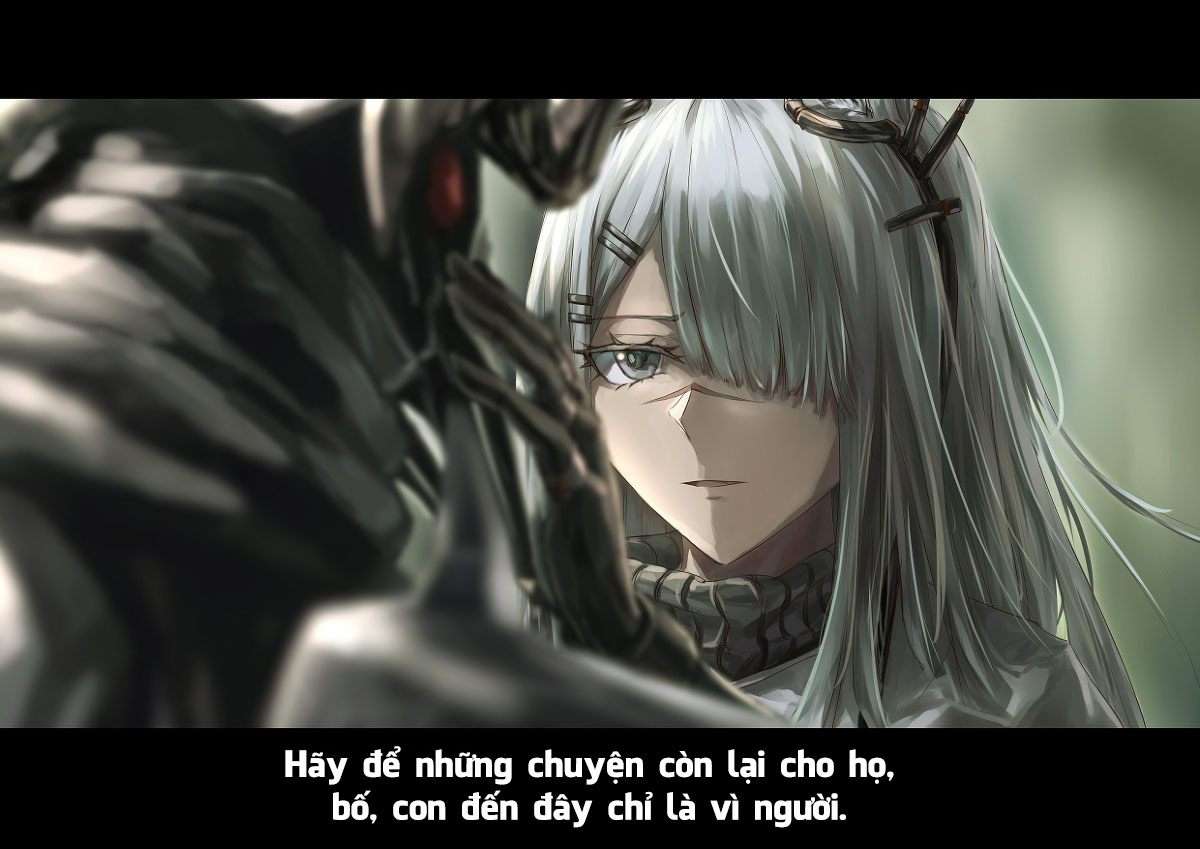 Hãy để những chuyện còn lại cho họ,
bố, con đến đây chỉ là vì người.